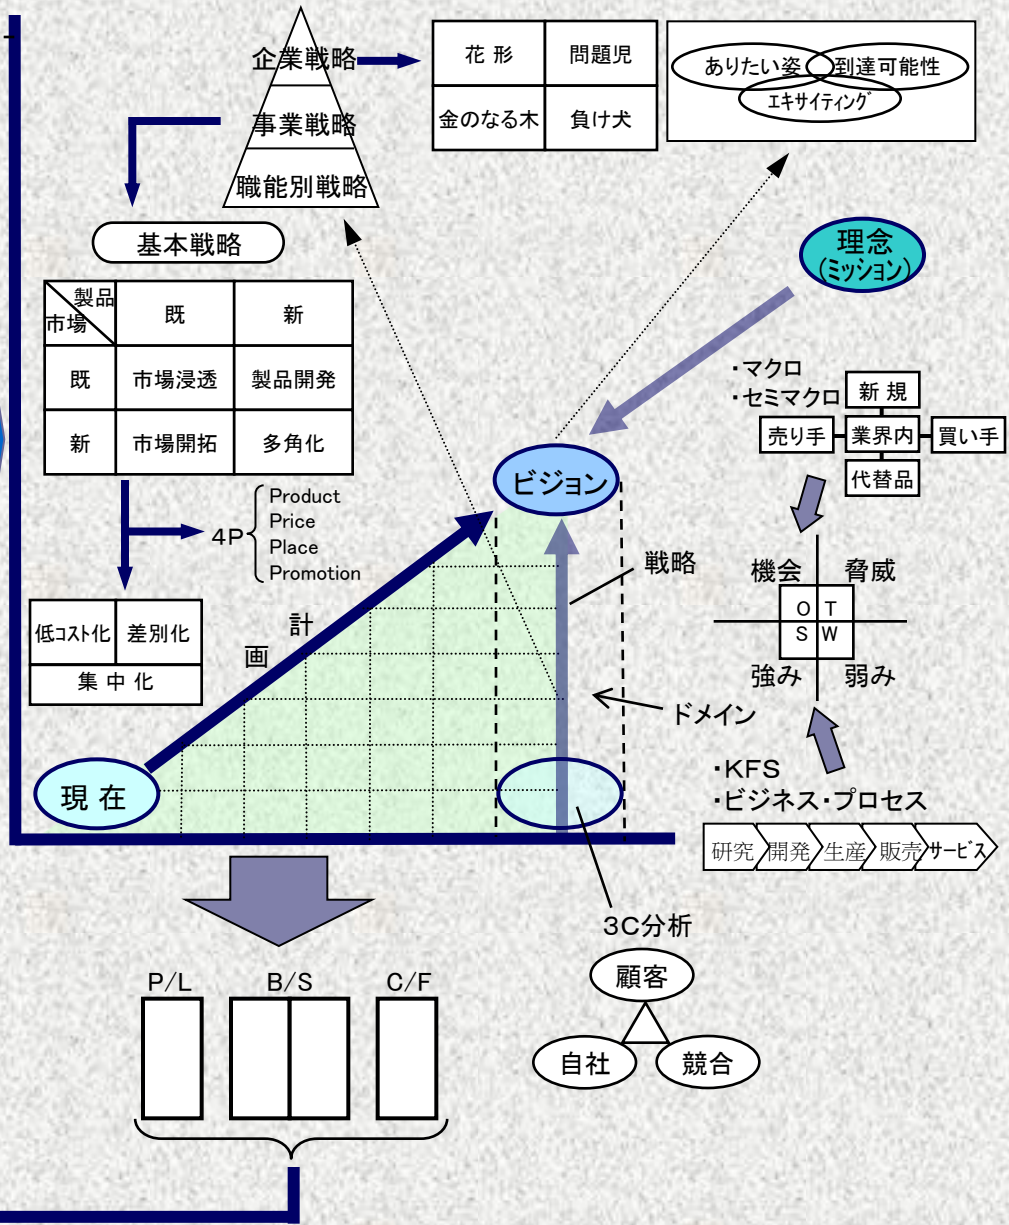 企業戦略
事業戦略
職能別戦略
花 形
問題児
金のなる木
負け犬
ありたい姿
到達可能性
エキサイティング
基本戦略
理念
(ミッション)
製品
市場
既
新
既
市場浸透
製品開発
新
市場開拓
多角化
・マクロ
・セミマクロ
新 規
売り手
業界内
買い手
代替品
4P
Product
Price
Place
Promotion
ビジョン
戦略
機会
脅威
O
T
S
W
強み
弱み
低コスト化
差別化
集 中 化
計
画
ドメイン
現 在
・KFS
・ビジネス・プロセス
研究
開発
生産
販売
サービス
3C分析
顧客
自社
競合
P/L
B/S
C/F